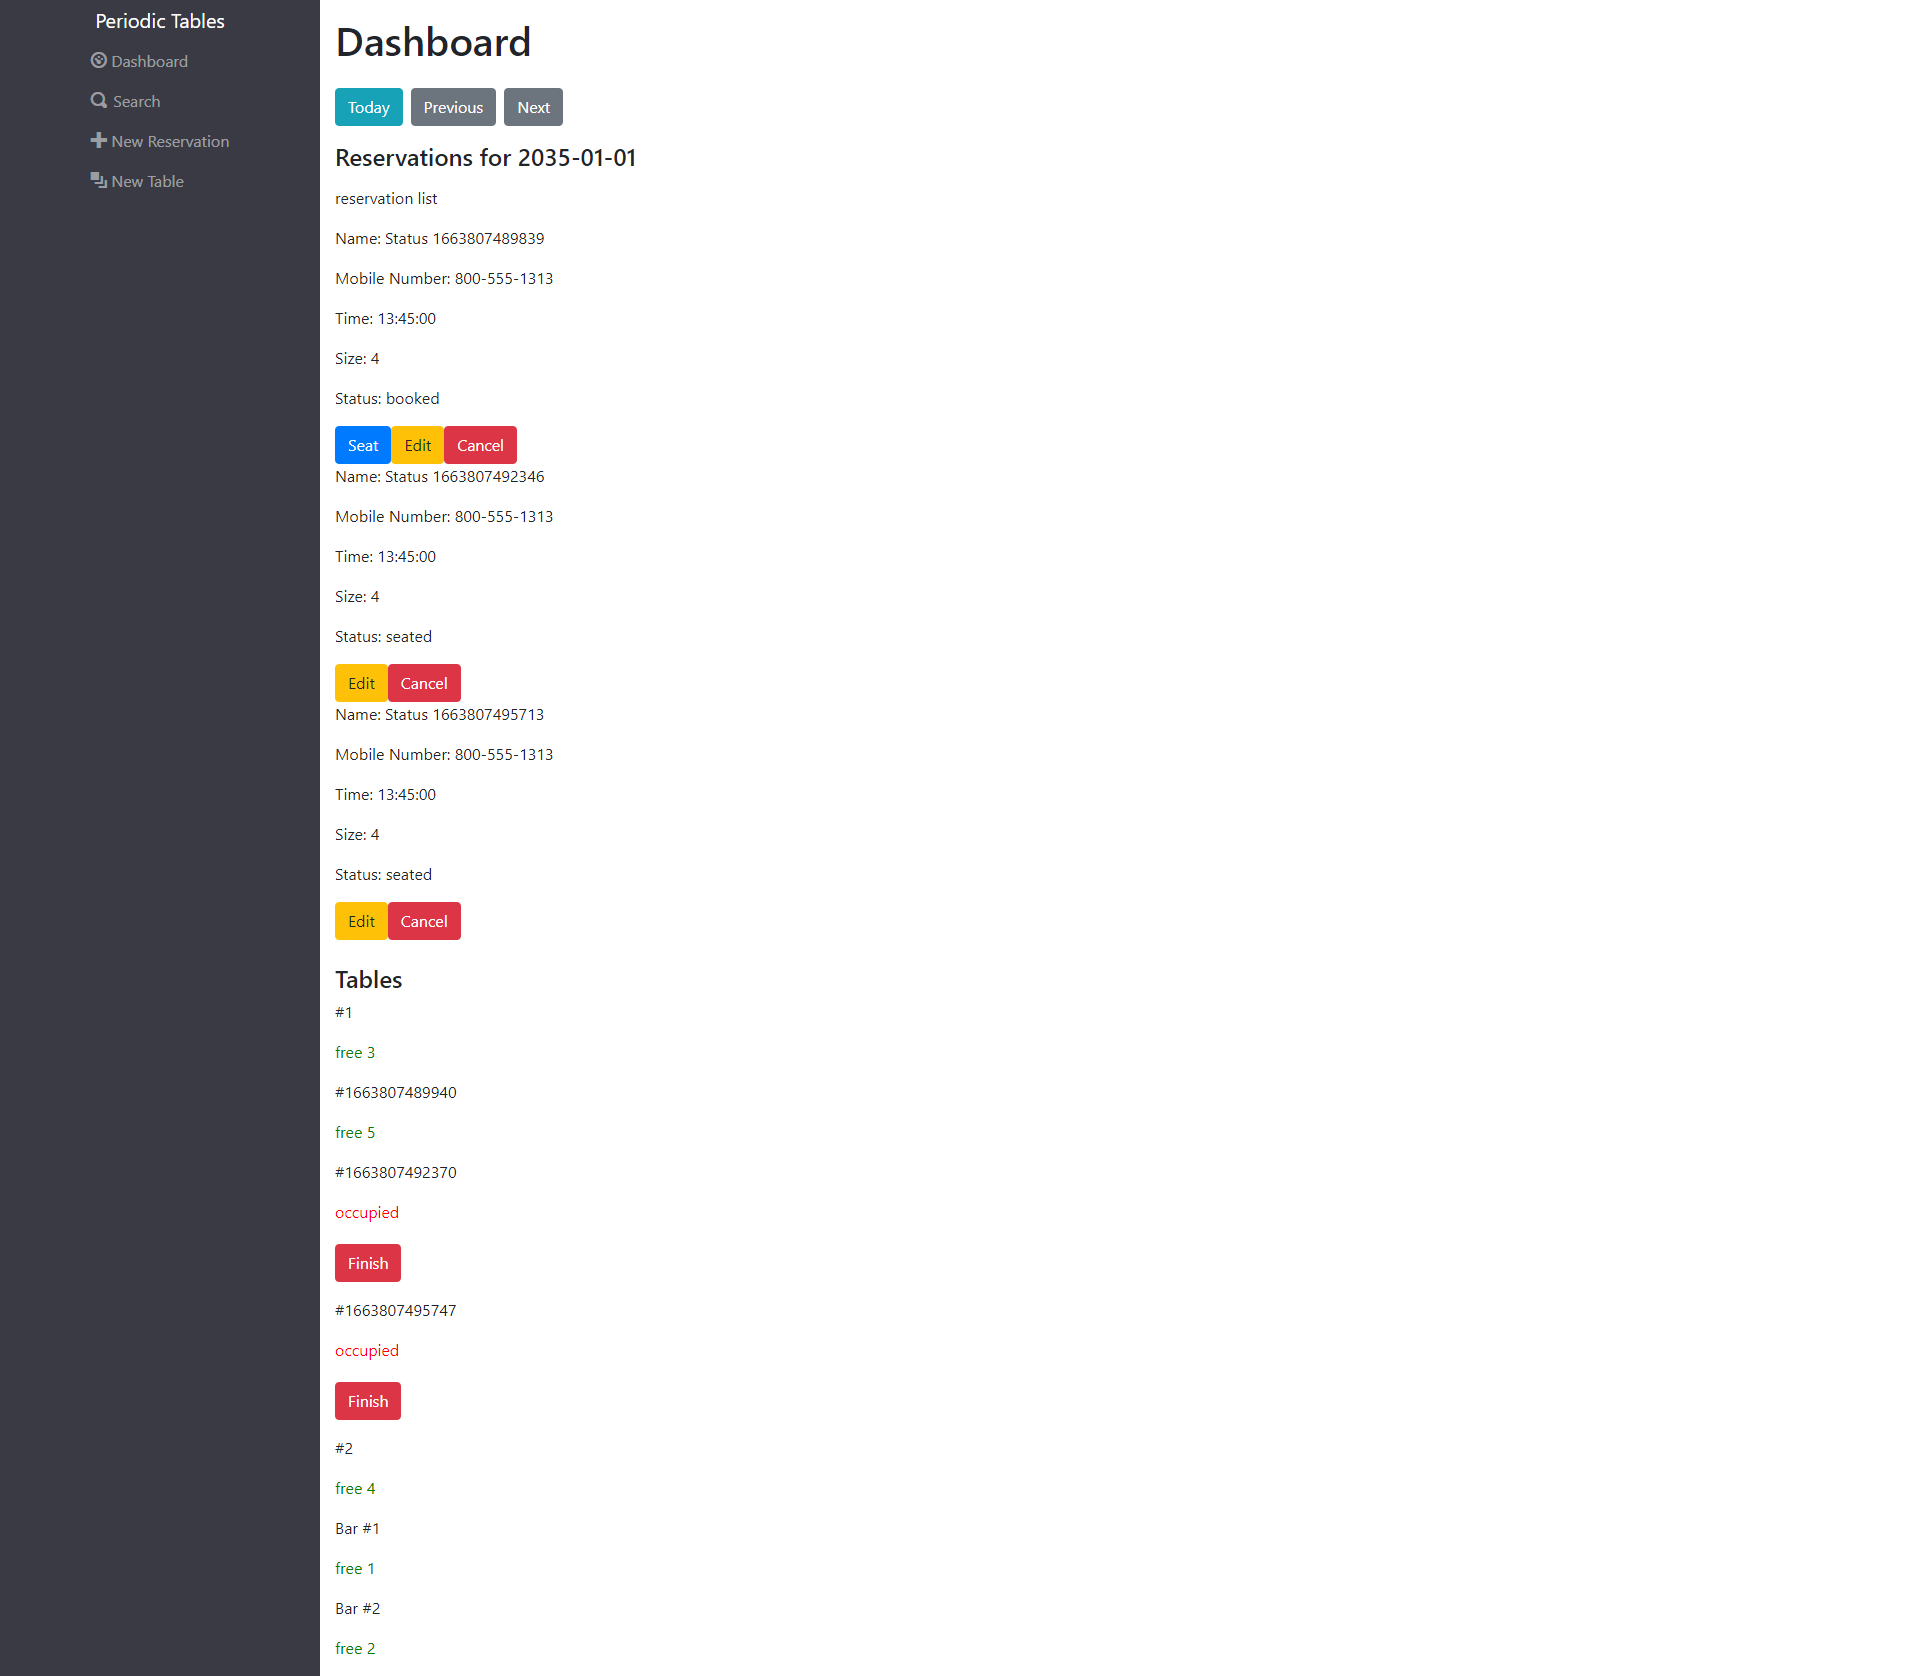 Periodic Tables
Dashboard
Search
New Reservation
New Table
Dashboard
Today Previous Next
Reservations for 2035-01-01
reservation list
Name: Status 1663807489839
Mobile Number: 800-555-1313
Time: 13:45:00
Size: 4
Status: booked
Seat Edit Cancel
Name: Status 1663807492346
Mobile Number: 800-555-1313
Time: 13:45:00
Size: 4
Status: seated
Edit Cancel
Name: Status 1663807495713
Mobile Number: 800-555-1313
Time: 13:45:00
Size: 4
Status: seated
Edit Cancel
Tables
#1
free 3
#1663807489940
free 5
#1663807492370
occupied
Finish
#1663807495747
occupied
Finish
#2
free 4
Bar #1
free 1
Bar #2
free 2